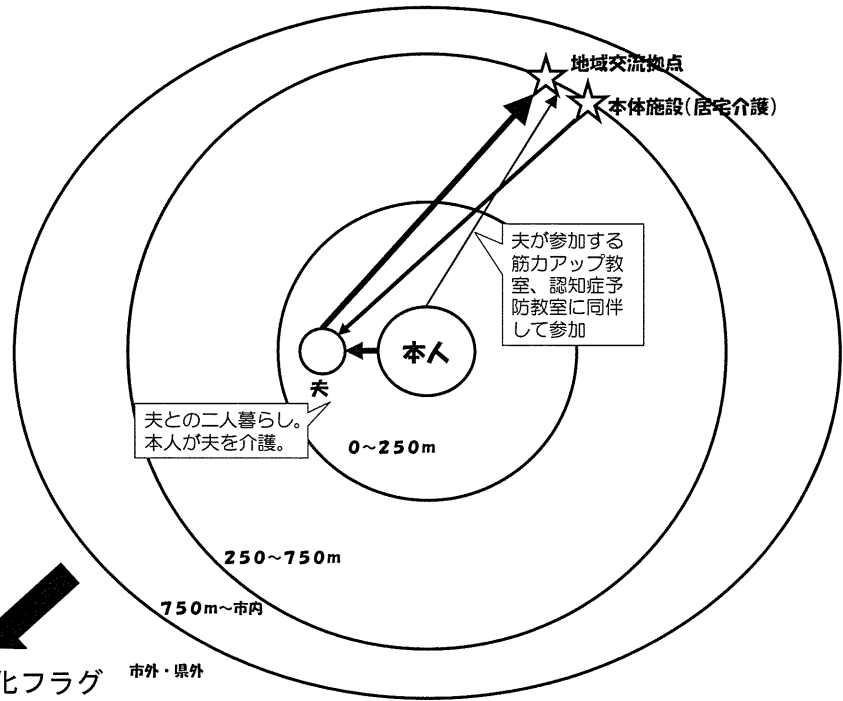 地域交流拠点
本体施設(居宅介護)
夫が参加する
筋力アップ教
室、認知症予
防教室に同伴
して参加
本人
夫
夫との二人暮らし。
本人が夫を介護。
0~250m
250~750m
750m~市内
市外・県外
化フラグ